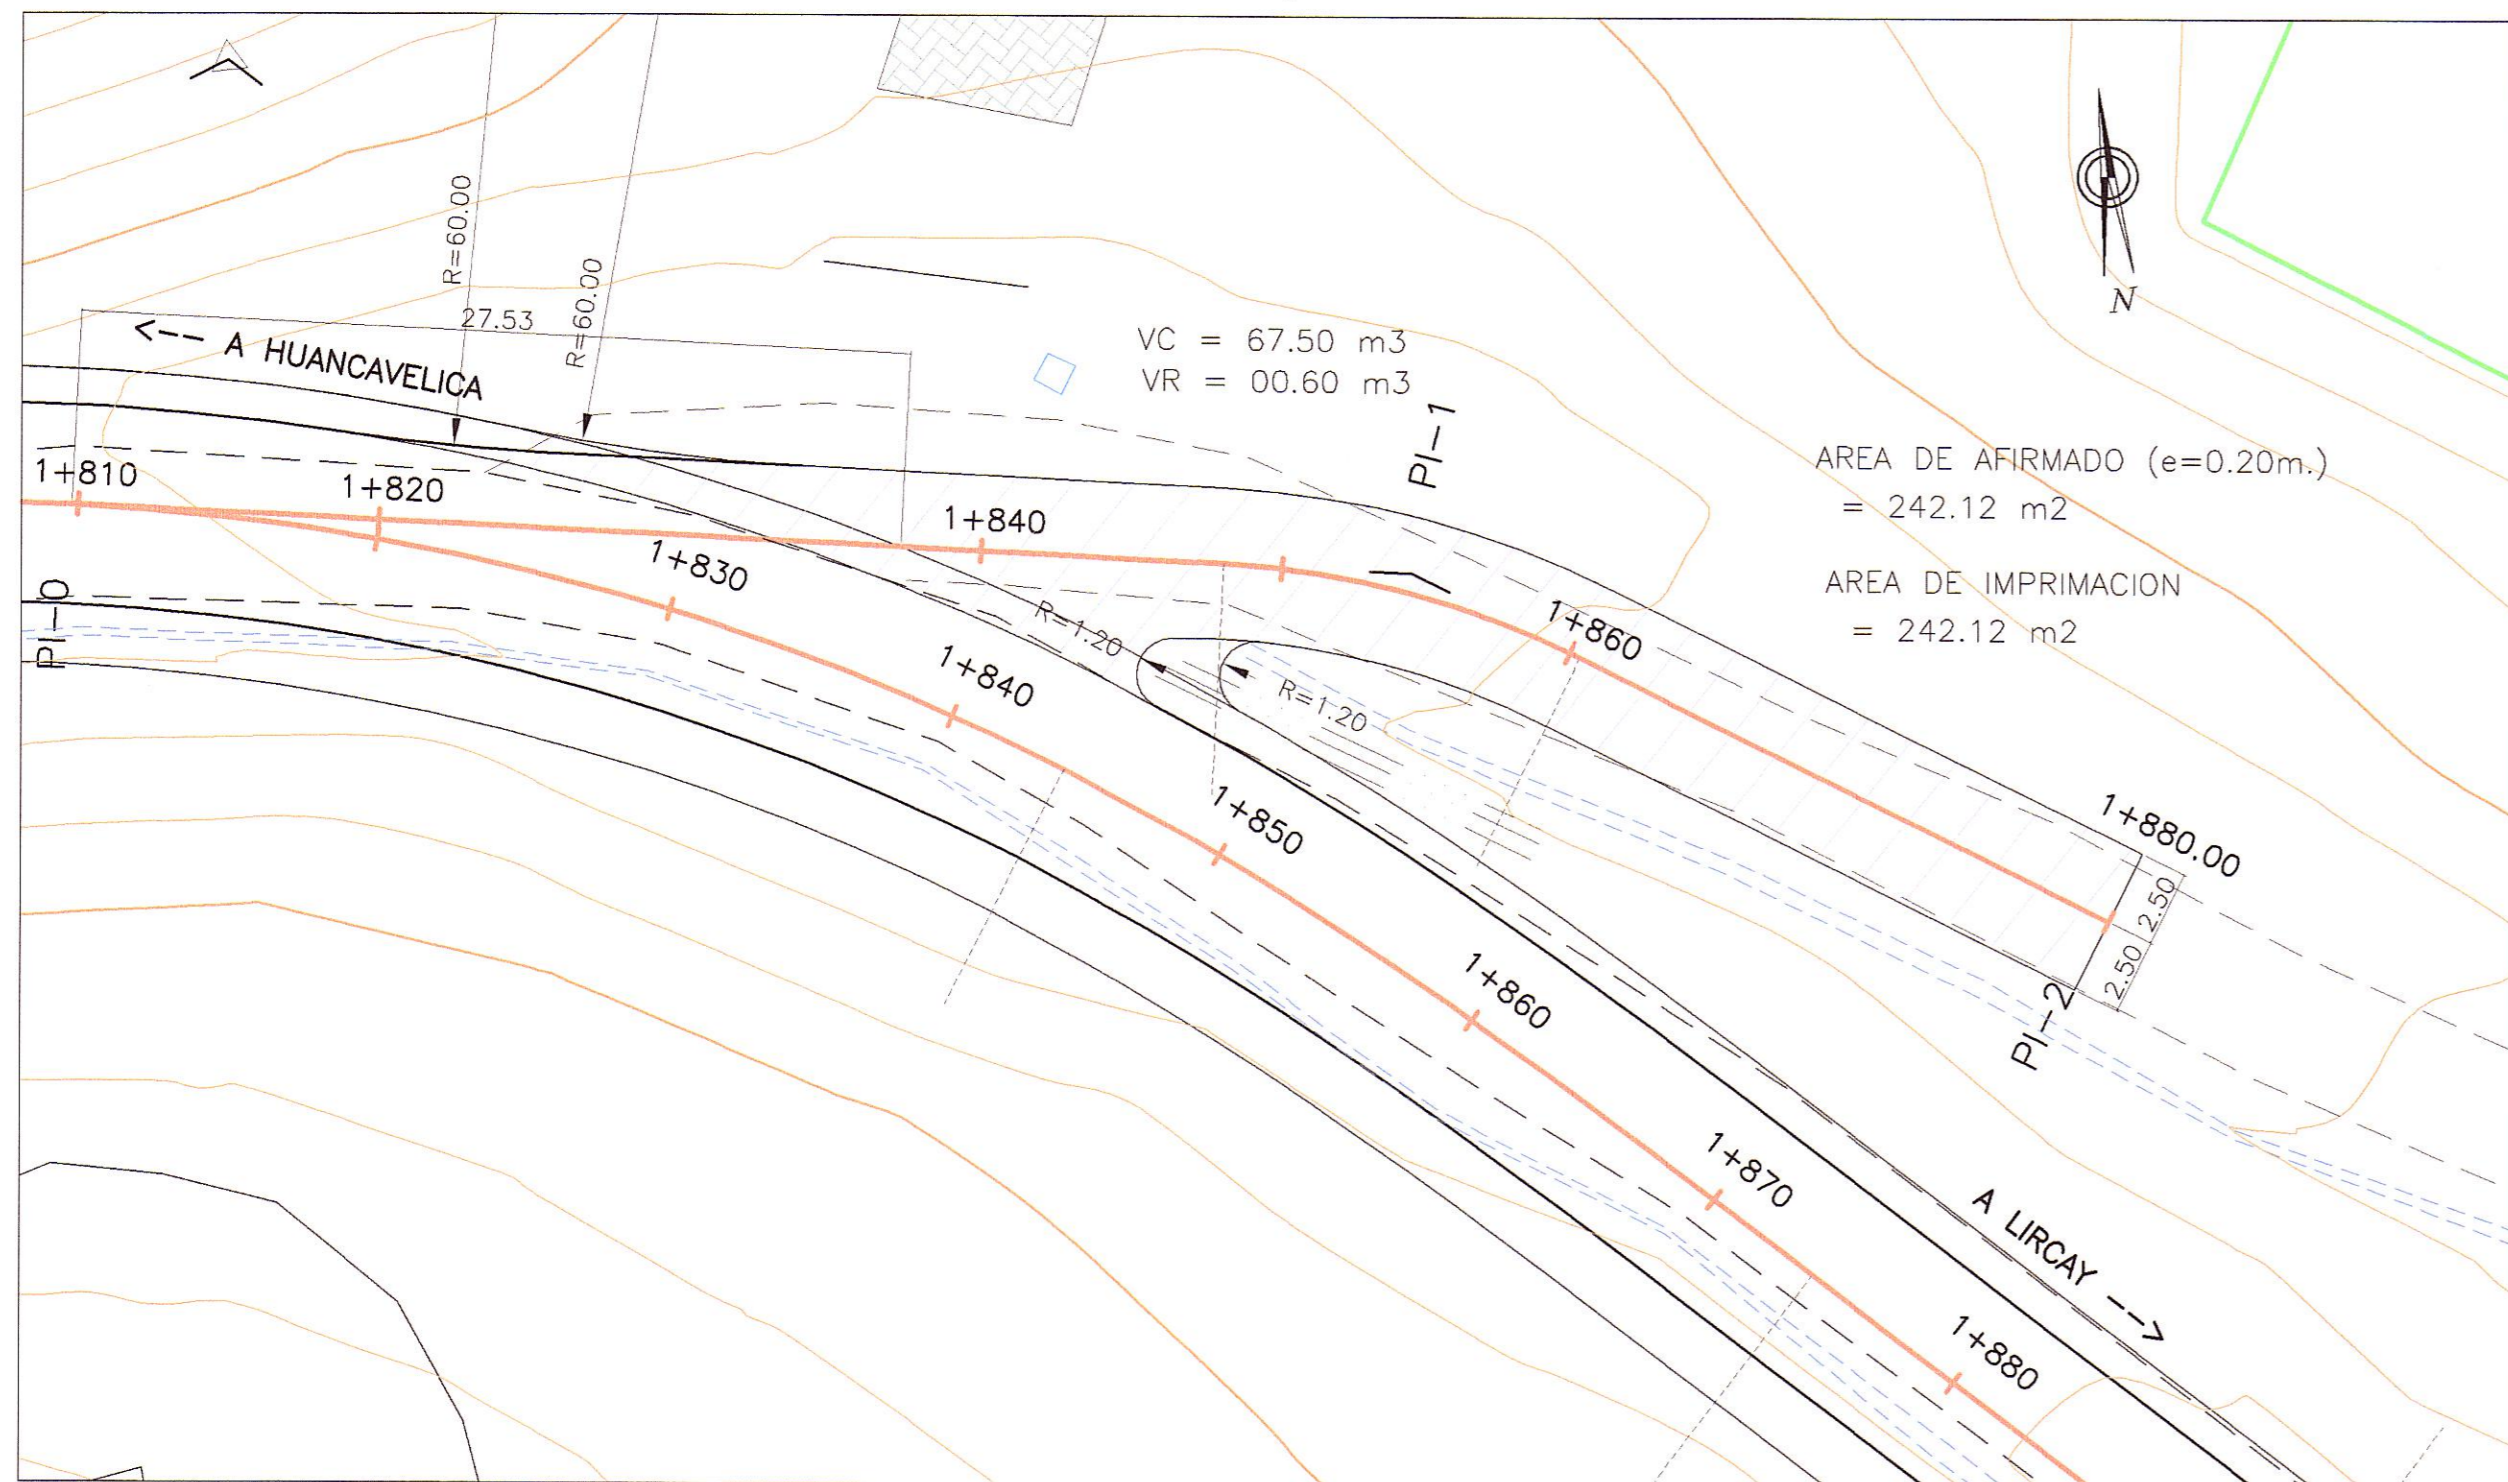 R=60.00
R=60.00
27.53
<--- A HUANCAVELICA
VC = 67.50 m3
VR = 00.60 m3
N
PI-1
AREA DE AFIRMADO (e=0.20m.)
= 242.12 m2
AREA DE IMPRIMACION
= 242.12 m2
1+810
1+820
1+840
1+830
PI-0
R=1.20
1+860
1+840
R=1.20
1+850
1+880.00
2.50
2.50
PI-2
1+860
1+870
A LIRCAY -->
1+880